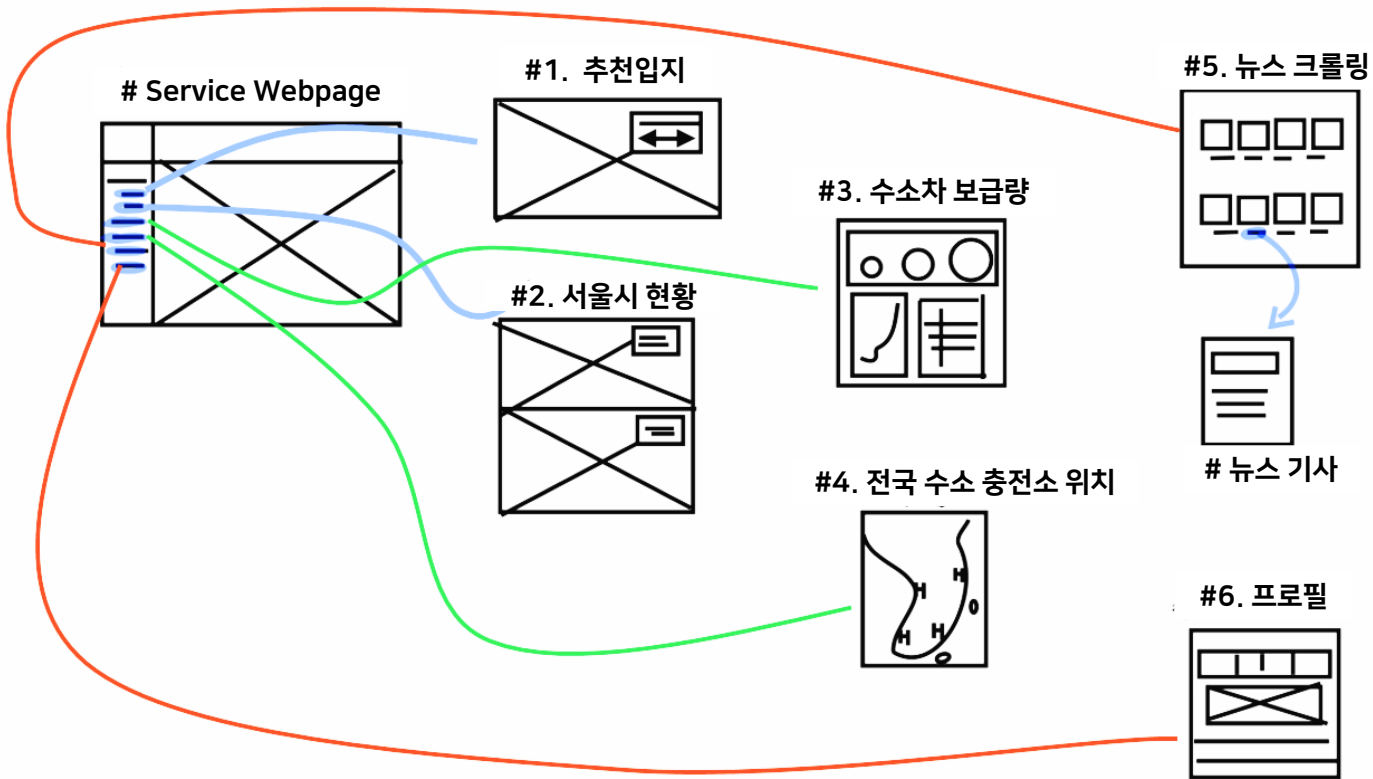 # Service Webpage
#1. 추천입지
#2. 서울시 현황
#3. 수소차 보급량
#4. 전국 수소 충전소 위치
H
H
H
H
#5. 뉴스 크롤링
# 뉴스 기사
#6. 프로필